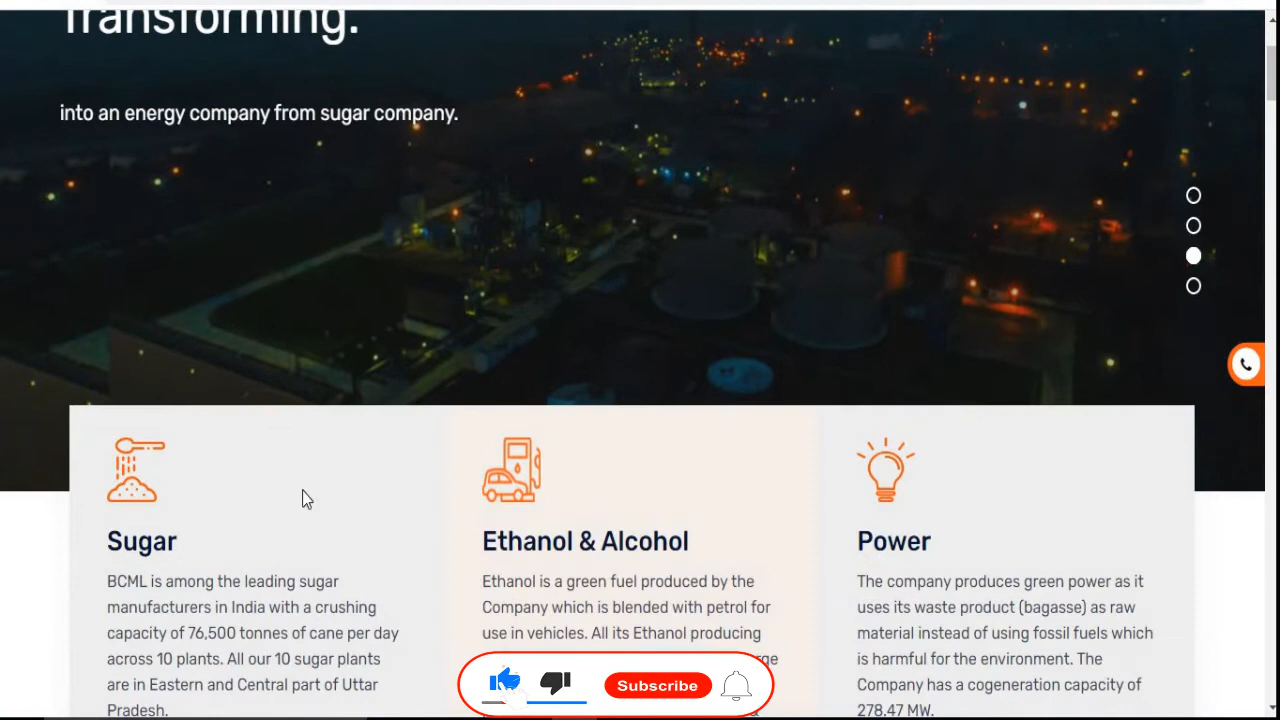 Transforming.
into an energy company from sugar company.
Sugar
BCML is among the leading sugar
manufacturers in India with a crushing
capacity of 76,500 tonnes of cane per day
across 10 plants. All our 10 sugar plants
are in Eastern and Central part of Uttar
Pradesh.
Ethanol & Alcohol
Ethanol is a green fuel produced by the
Company which is blended with petrol for
use in vehicles. All its Ethanol producing
Power
The company produces green power as it
uses its waste product (bagasse) as raw
material instead of using fossil fuels which
is harmful for the environment. The
Company has a cogeneration capacity of
278.47 MW.
Subscribe